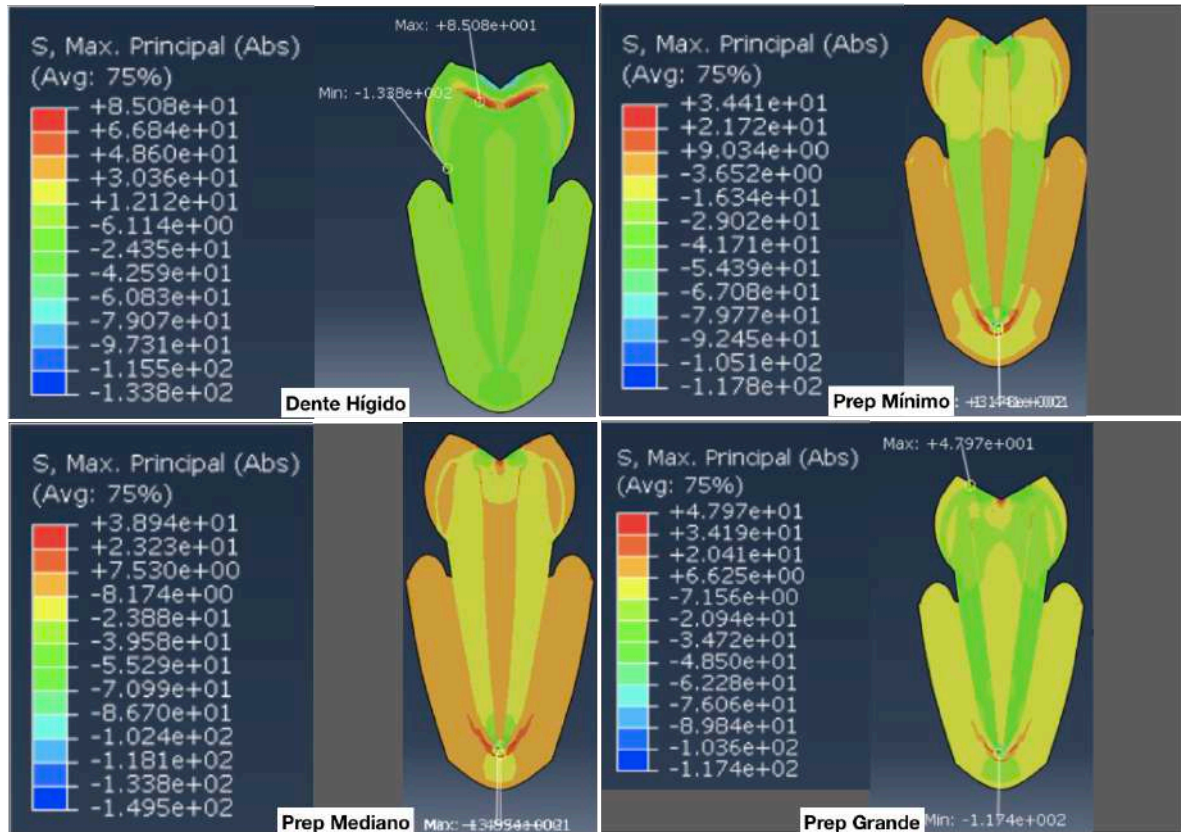 S, Max. Principal (Abs)
(Avg: 75%)
+8.508e+01
+6.684e+01
+4.860e+01
+3.036e+01
+1.212e+01
-6.114e+00
-2.435e+01
-4.259e+01
-6.083e+01
-7.907e+01
-9.731e+01
-1.155e+02
-1.338e+02
Max: +8.508e+001
Min: -1.338e+002
Dente Hígido
S, Max. Principal (Abs)
(Avg: 75%)
+3.441e+01
+2.172e+01
+9.034e+00
-3.652e+00
-1.634e+01
-2.902e+01
-4.171e+01
-5.439e+01
-6.708e+01
-7.977e+01
-9.245e+01
-1.051e+02
-1.178e+02
Prep Mínimo
S, Max. Principal (Abs)
(Avg: 75%)
+3.894e+01
+2.323e+01
+7.530e+00
-8.174e+00
-2.388e+01
-3.958e+01
-5.529e+01
-7.099e+01
-8.670e+01
-1.024e+02
-1.181e+02
-1.338e+02
-1.495e+02
Prep Mediano
S, Max. Principal (Abs)
(Avg: 75%)
+4.797e+01
+3.419e+01
+2.041e+01
+6.625e+00
-7.156e+00
-2.094e+01
-3.472e+01
-4.850e+01
-6.228e+01
-7.606e+01
-8.984e+01
-1.036e+02
-1.174e+02
Max: +4.797e+001
Min: -1.174e+002
Prep Grande